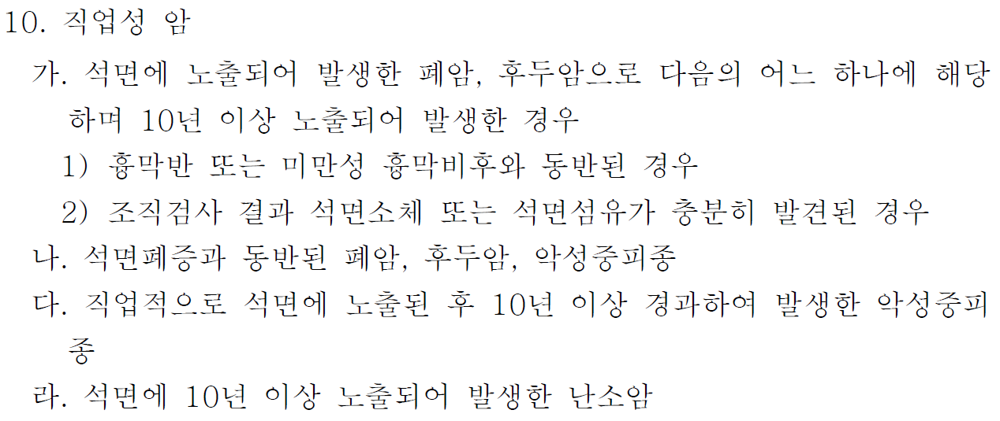 10. 직업성 암
가. 석면에 노출되어 발생한 폐암, 후두암으로 다음의 어느 하나에 해당
하며 10년 이상 노출되어 발생한 경우
1) 흉막반 또는 미만성 흉막비후와 동반된 경우
2) 조직검사 결과 석면소체 또는 석면섬유가 충분히 발견된 경우
나. 석면폐증과 동반된 폐암, 후두암, 악성중피종
다. 직업적으로 석면에 노출된 후 10년 이상 경과하여 발생한 악성중피
종
라. 석면에 10년 이상 노출되어 발생한 난소암